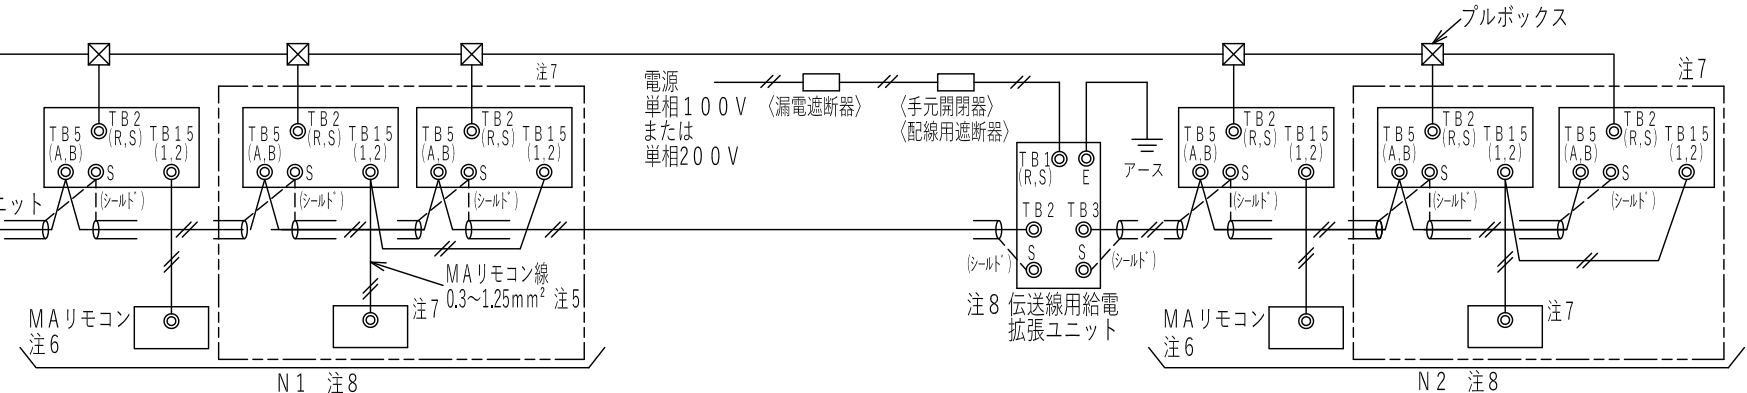 プルボックス
注7
注7
電源
単相100V
または
単相200V
〈漏電遮断器〉
〈手元開閉器〉
〈配線用遮断器〉
アース
TB5
(A,B)
TB2
(R,S)
TB15
(1,2)
S
(シールド)
TB5
(A,B)
TB2
(R,S)
TB15
(1,2)
S
(シールド)
TB5
(A,B)
TB2
(R,S)
TB15
(1,2)
S
(シールド)
TB1
(R,S)
E
TB2
TB3
S
S
(シールド)
(シールド)
TB5
(A,B)
TB2
(R,S)
TB15
(1,2)
S
(シールド)
TB5
(A,B)
TB2
(R,S)
TB15
(1,2)
S
(シールド)
TB5
(A,B)
TB2
(R,S)
TB15
(1,2)
S
(シールド)
ニット
MAリモコン線
0.3～1.25mm² 注5
注8 伝送線用給電
拡張ユニット
MAリモコン
注6
注7
MAリモコン
注6
注7
N1 注8
N2 注8